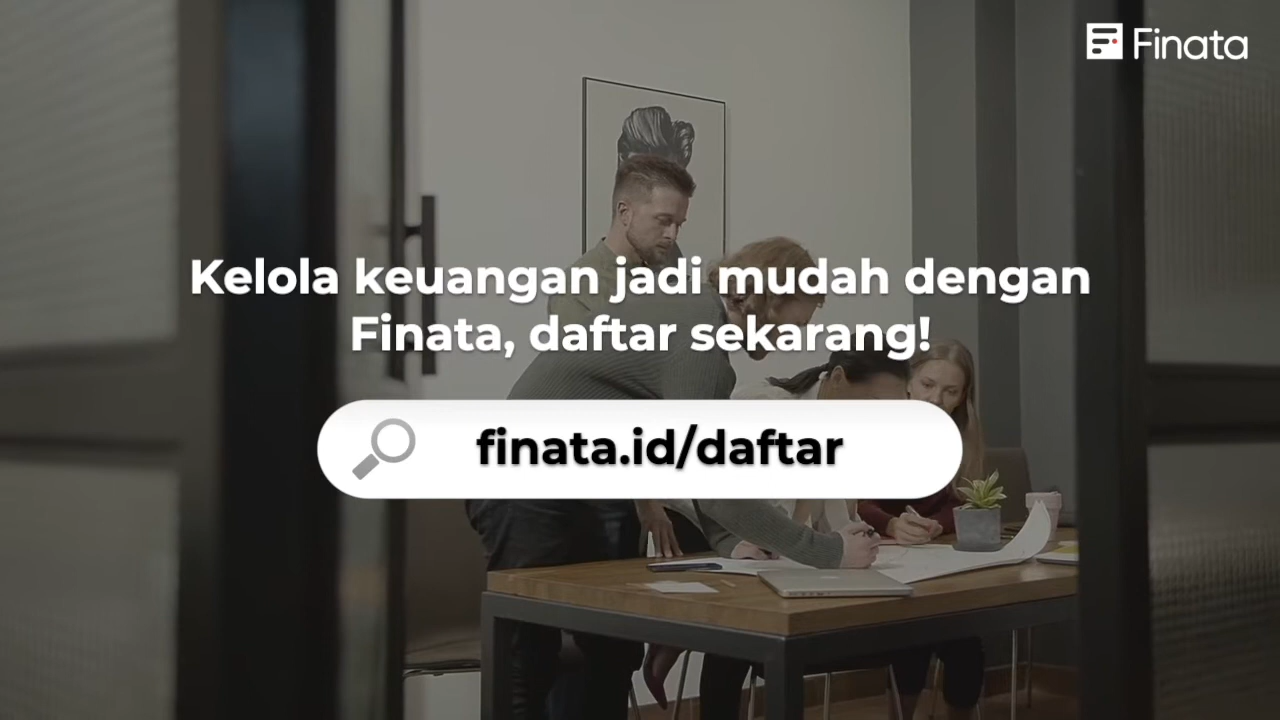 Finata
Kelola keuangan jadi mudah dengan
Finata, daftar sekarang!
finata.id/daftar